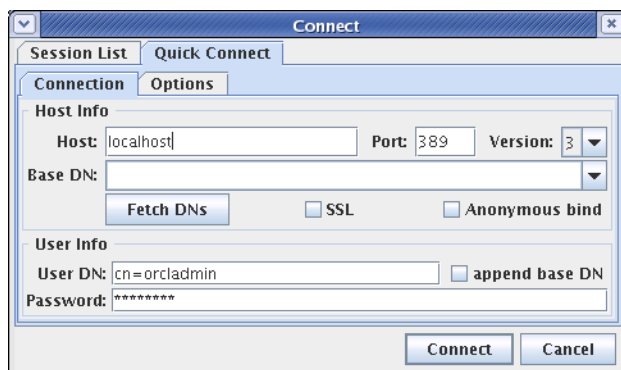 Connect
Session List Quick Connect
Connection Options
Host Info
Host: localhost Port: 389 Version: 3
Base DN:
Fetch DNs SSL Anonymous bind
User Info
User DN: cn=orcladmin append base DN
Password: ********
Connect Cancel